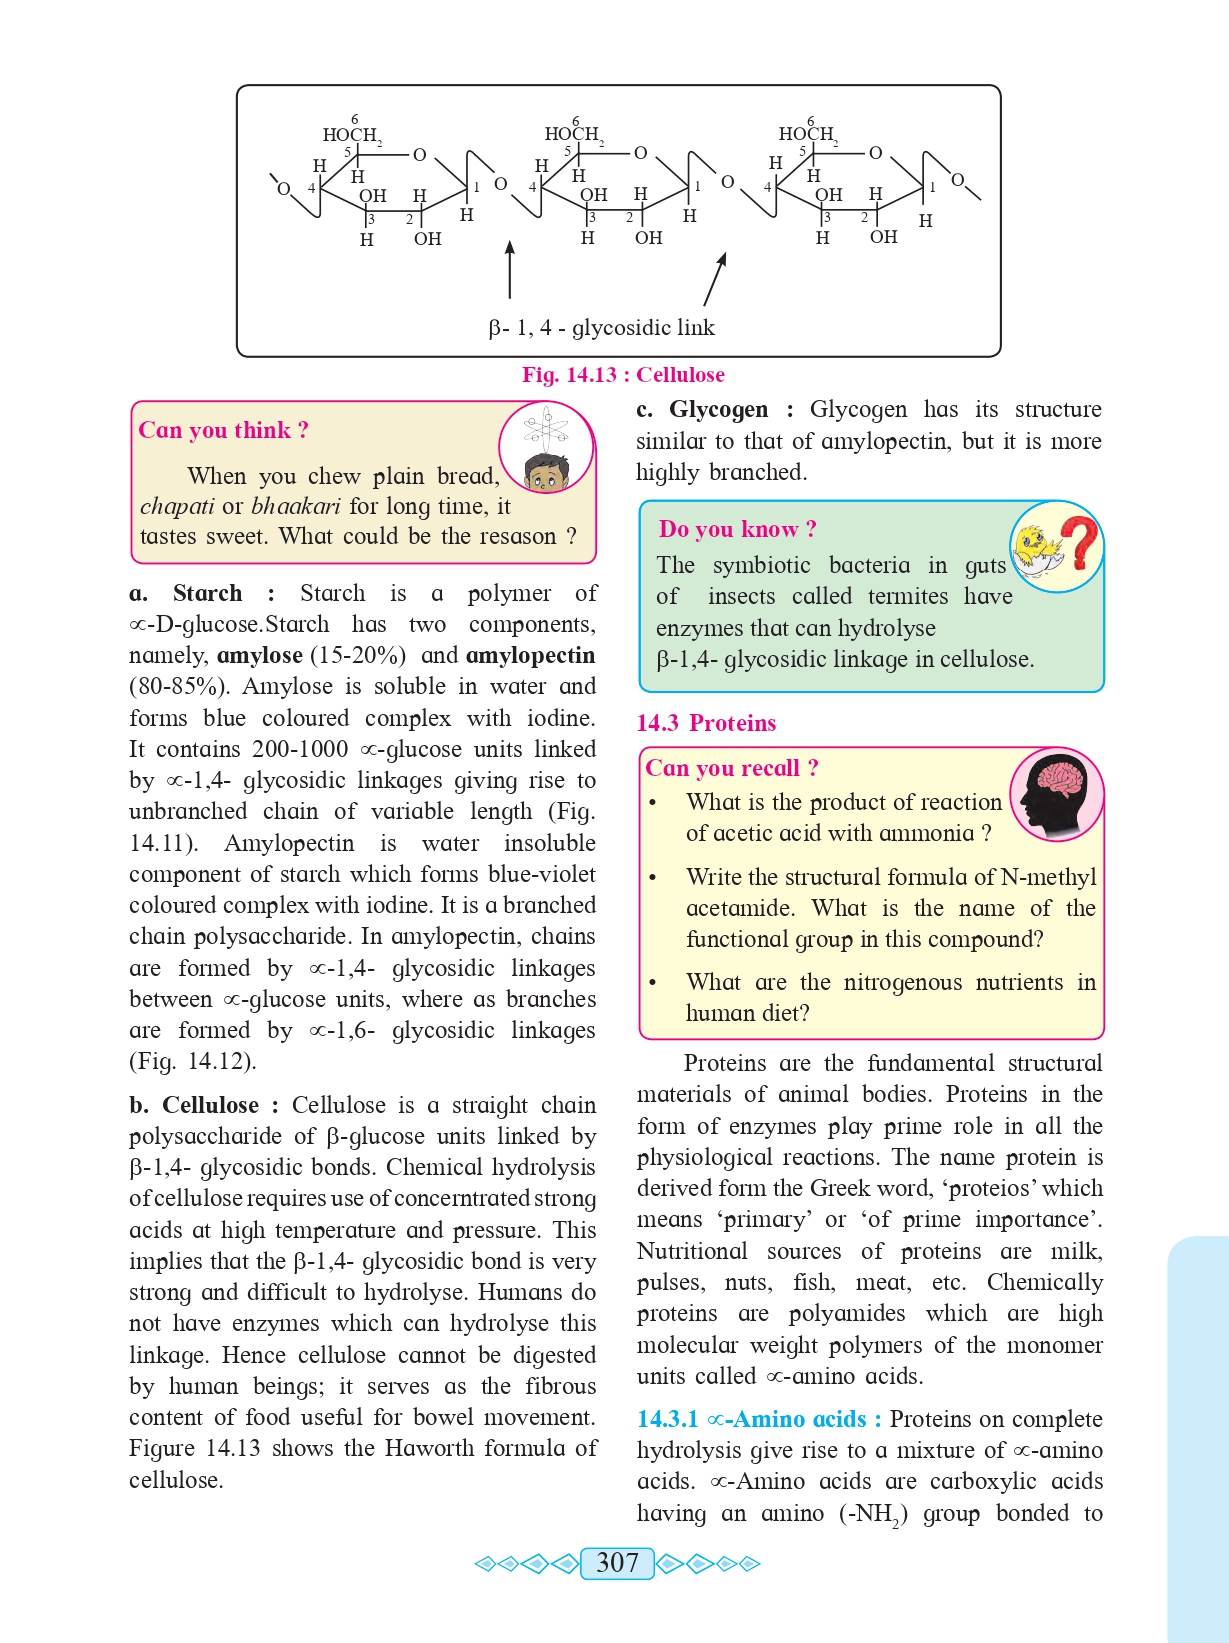 6 6 6
HOCH2 HOCH2 HOCH2
5 O 5 O 5 O
H H H
O 4 H 1 O 4 H 1 O 4 H 1 O
OH H OH H OH H
3 2 H 3 2 H 3 2 H
H OH H OH H OH
β- 1, 4 - glycosidic link
Fig. 14.13 : Cellulose
Can you think ?
When you chew plain bread,
chapati or bhaakari for long time, it
tastes sweet. What could be the resason ?
a. Starch : Starch is a polymer of
∝-D-glucose.Starch has two components,
namely, amylose (15-20%) and amylopectin
(80-85%). Amylose is soluble in water and
forms blue coloured complex with iodine.
It contains 200-1000 ∝-glucose units linked
by ∝-1,4- glycosidic linkages giving rise to
unbranched chain of variable length (Fig.
14.11). Amylopectin is water insoluble
component of starch which forms blue-violet
coloured complex with iodine. It is a branched
chain polysaccharide. In amylopectin, chains
are formed by ∝-1,4- glycosidic linkages
between ∝-glucose units, where as branches
are formed by ∝-1,6- glycosidic linkages
(Fig. 14.12).
b. Cellulose : Cellulose is a straight chain
polysaccharide of β-glucose units linked by
β-1,4- glycosidic bonds. Chemical hydrolysis
of cellulose requires use of concerntrated strong
acids at high temperature and pressure. This
implies that the β-1,4- glycosidic bond is very
strong and difficult to hydrolyse. Humans do
not have enzymes which can hydrolyse this
linkage. Hence cellulose cannot be digested
by human beings; it serves as the fibrous
content of food useful for bowel movement.
Figure 14.13 shows the Haworth formula of
cellulose.
c. Glycogen : Glycogen has its structure
similar to that of amylopectin, but it is more
highly branched.
Do you know ?
The symbiotic bacteria in guts
of insects called termites have
enzymes that can hydrolyse
β-1,4- glycosidic linkage in cellulose.
14.3 Proteins
Can you recall ?
• What is the product of reaction
of acetic acid with ammonia ?
• Write the structural formula of N-methyl
acetamide. What is the name of the
functional group in this compound?
• What are the nitrogenous nutrients in
human diet?
Proteins are the fundamental structural
materials of animal bodies. Proteins in the
form of enzymes play prime role in all the
physiological reactions. The name protein is
derived form the Greek word, ‘proteios’ which
means ‘primary’ or ‘of prime importance’.
Nutritional sources of proteins are milk,
pulses, nuts, fish, meat, etc. Chemically
proteins are polyamides which are high
molecular weight polymers of the monomer
units called ∝-amino acids.
14.3.1 ∝-Amino acids : Proteins on complete
hydrolysis give rise to a mixture of ∝-amino
acids. ∝-Amino acids are carboxylic acids
having an amino (-NH2) group bonded to
307